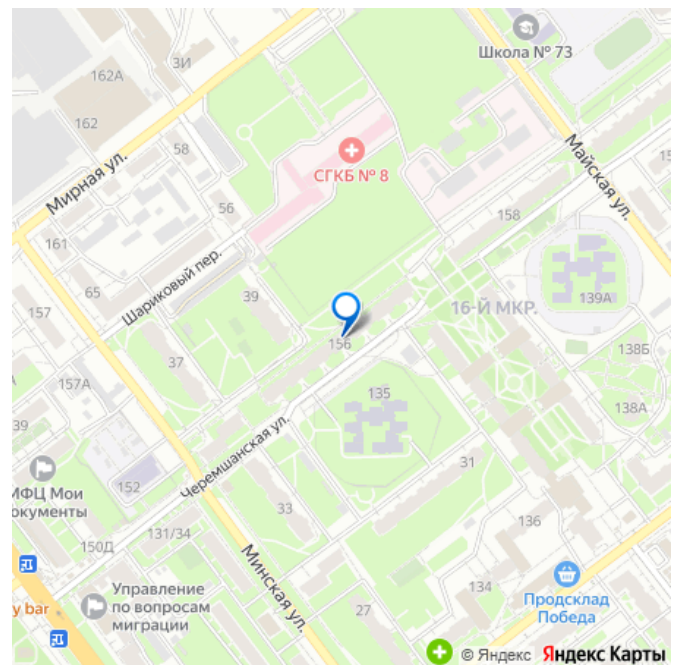 Школа № 73
162А
3И
162
58
Мирная ул.
СГКБ № 8
Майская ул.
56
158
161
Шариковый пер.
65
39
139А
157
16-Й МКР.
156
37
138Б
157А
135
138А
39
Черемшанская ул.
31
МФЦ Мои
документы
152
33
136
131/34
150Д
Минская ул.
134
Управление
по вопросам
миграции
Продсклад
Победа
y bar
27
© Яндекс Яндекс Карты